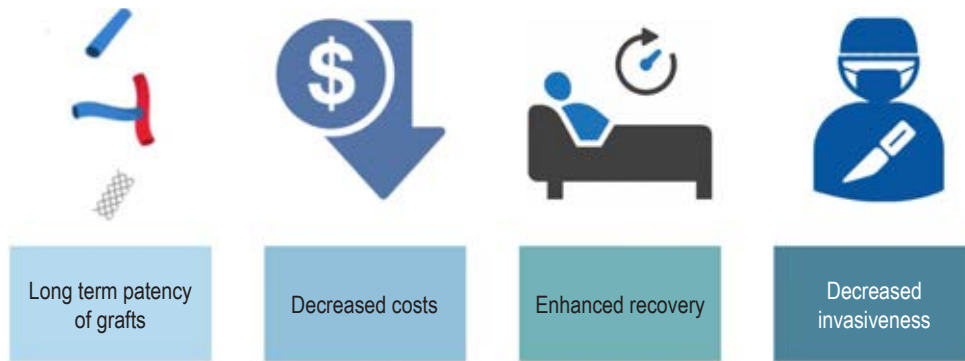 $
Long term patency
of grafts
Decreased costs
Enhanced recovery
Decreased
invasiveness